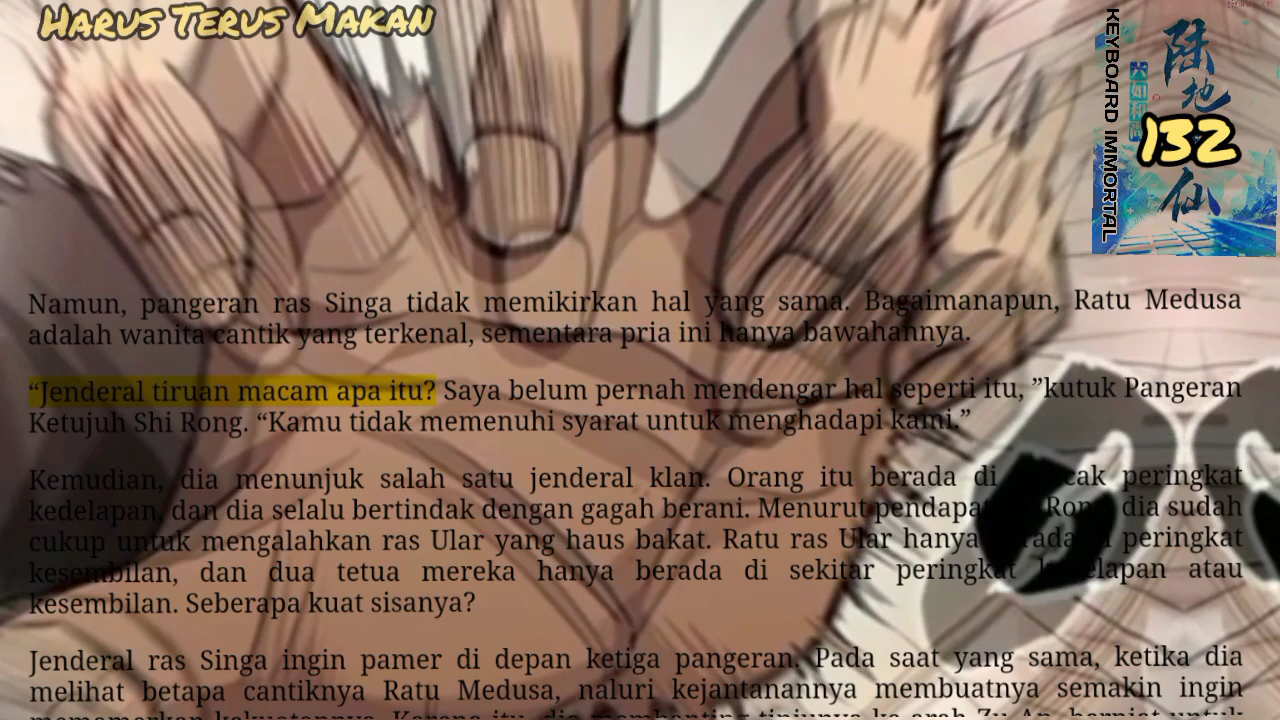 Harus Terus Makan
KEYBOARD IMMORTAL
陆地
132
仙
Namun, pangeran ras Singa tidak memikirkan hal yang sama. Bagaimanapun, Ratu Medusa
adalah wanita cantik yang terkenal, sementara pria ini hanya bawahannya.
“Jenderal tiruan macam apa itu? Saya belum pernah mendengar hal seperti itu, ”kutuk Pangeran
Ketujuh Shi Rong. “Kamu tidak memenuhi syarat untuk menghadapi kami.”
Kemudian, dia menunjuk salah satu jenderal klan. Orang itu berada di peringkat
kedelapan, dan dia selalu bertindak dengan gagah berani. Menurut dia sudah
cukup untuk mengalahkan ras Ular yang haus bakat. Ratu ras Ular hanya peringkat
kesembilan, dan dua tetua mereka hanya berada di sekitar peringkat atau
kesembilan. Seberapa kuat sisanya?
Jenderal ras Singa ingin pamer di depan ketiga pangeran. Pada saat yang sama, ketika dia
melihat betapa cantiknya Ratu Medusa, naluri kejantanannya membuatnya semakin ingin